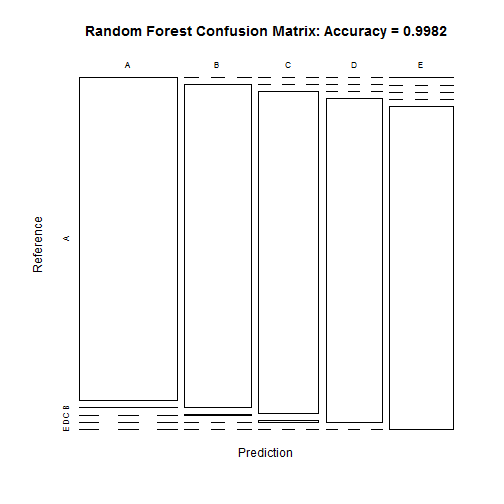 Random Forest Confusion Matrix: Accuracy = 0.9982
A B C D E
Reference
A
E D C B
Prediction